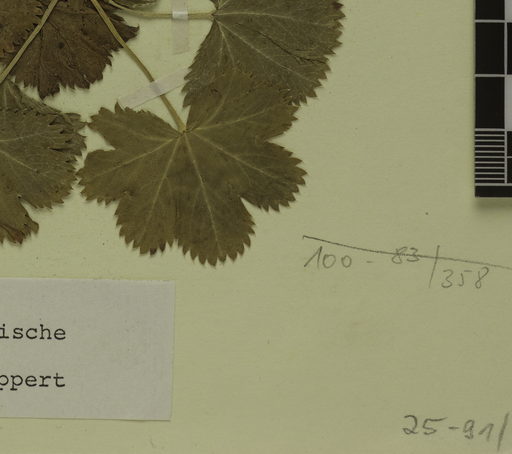 100 - 83/358
ische
ppert
25-91/